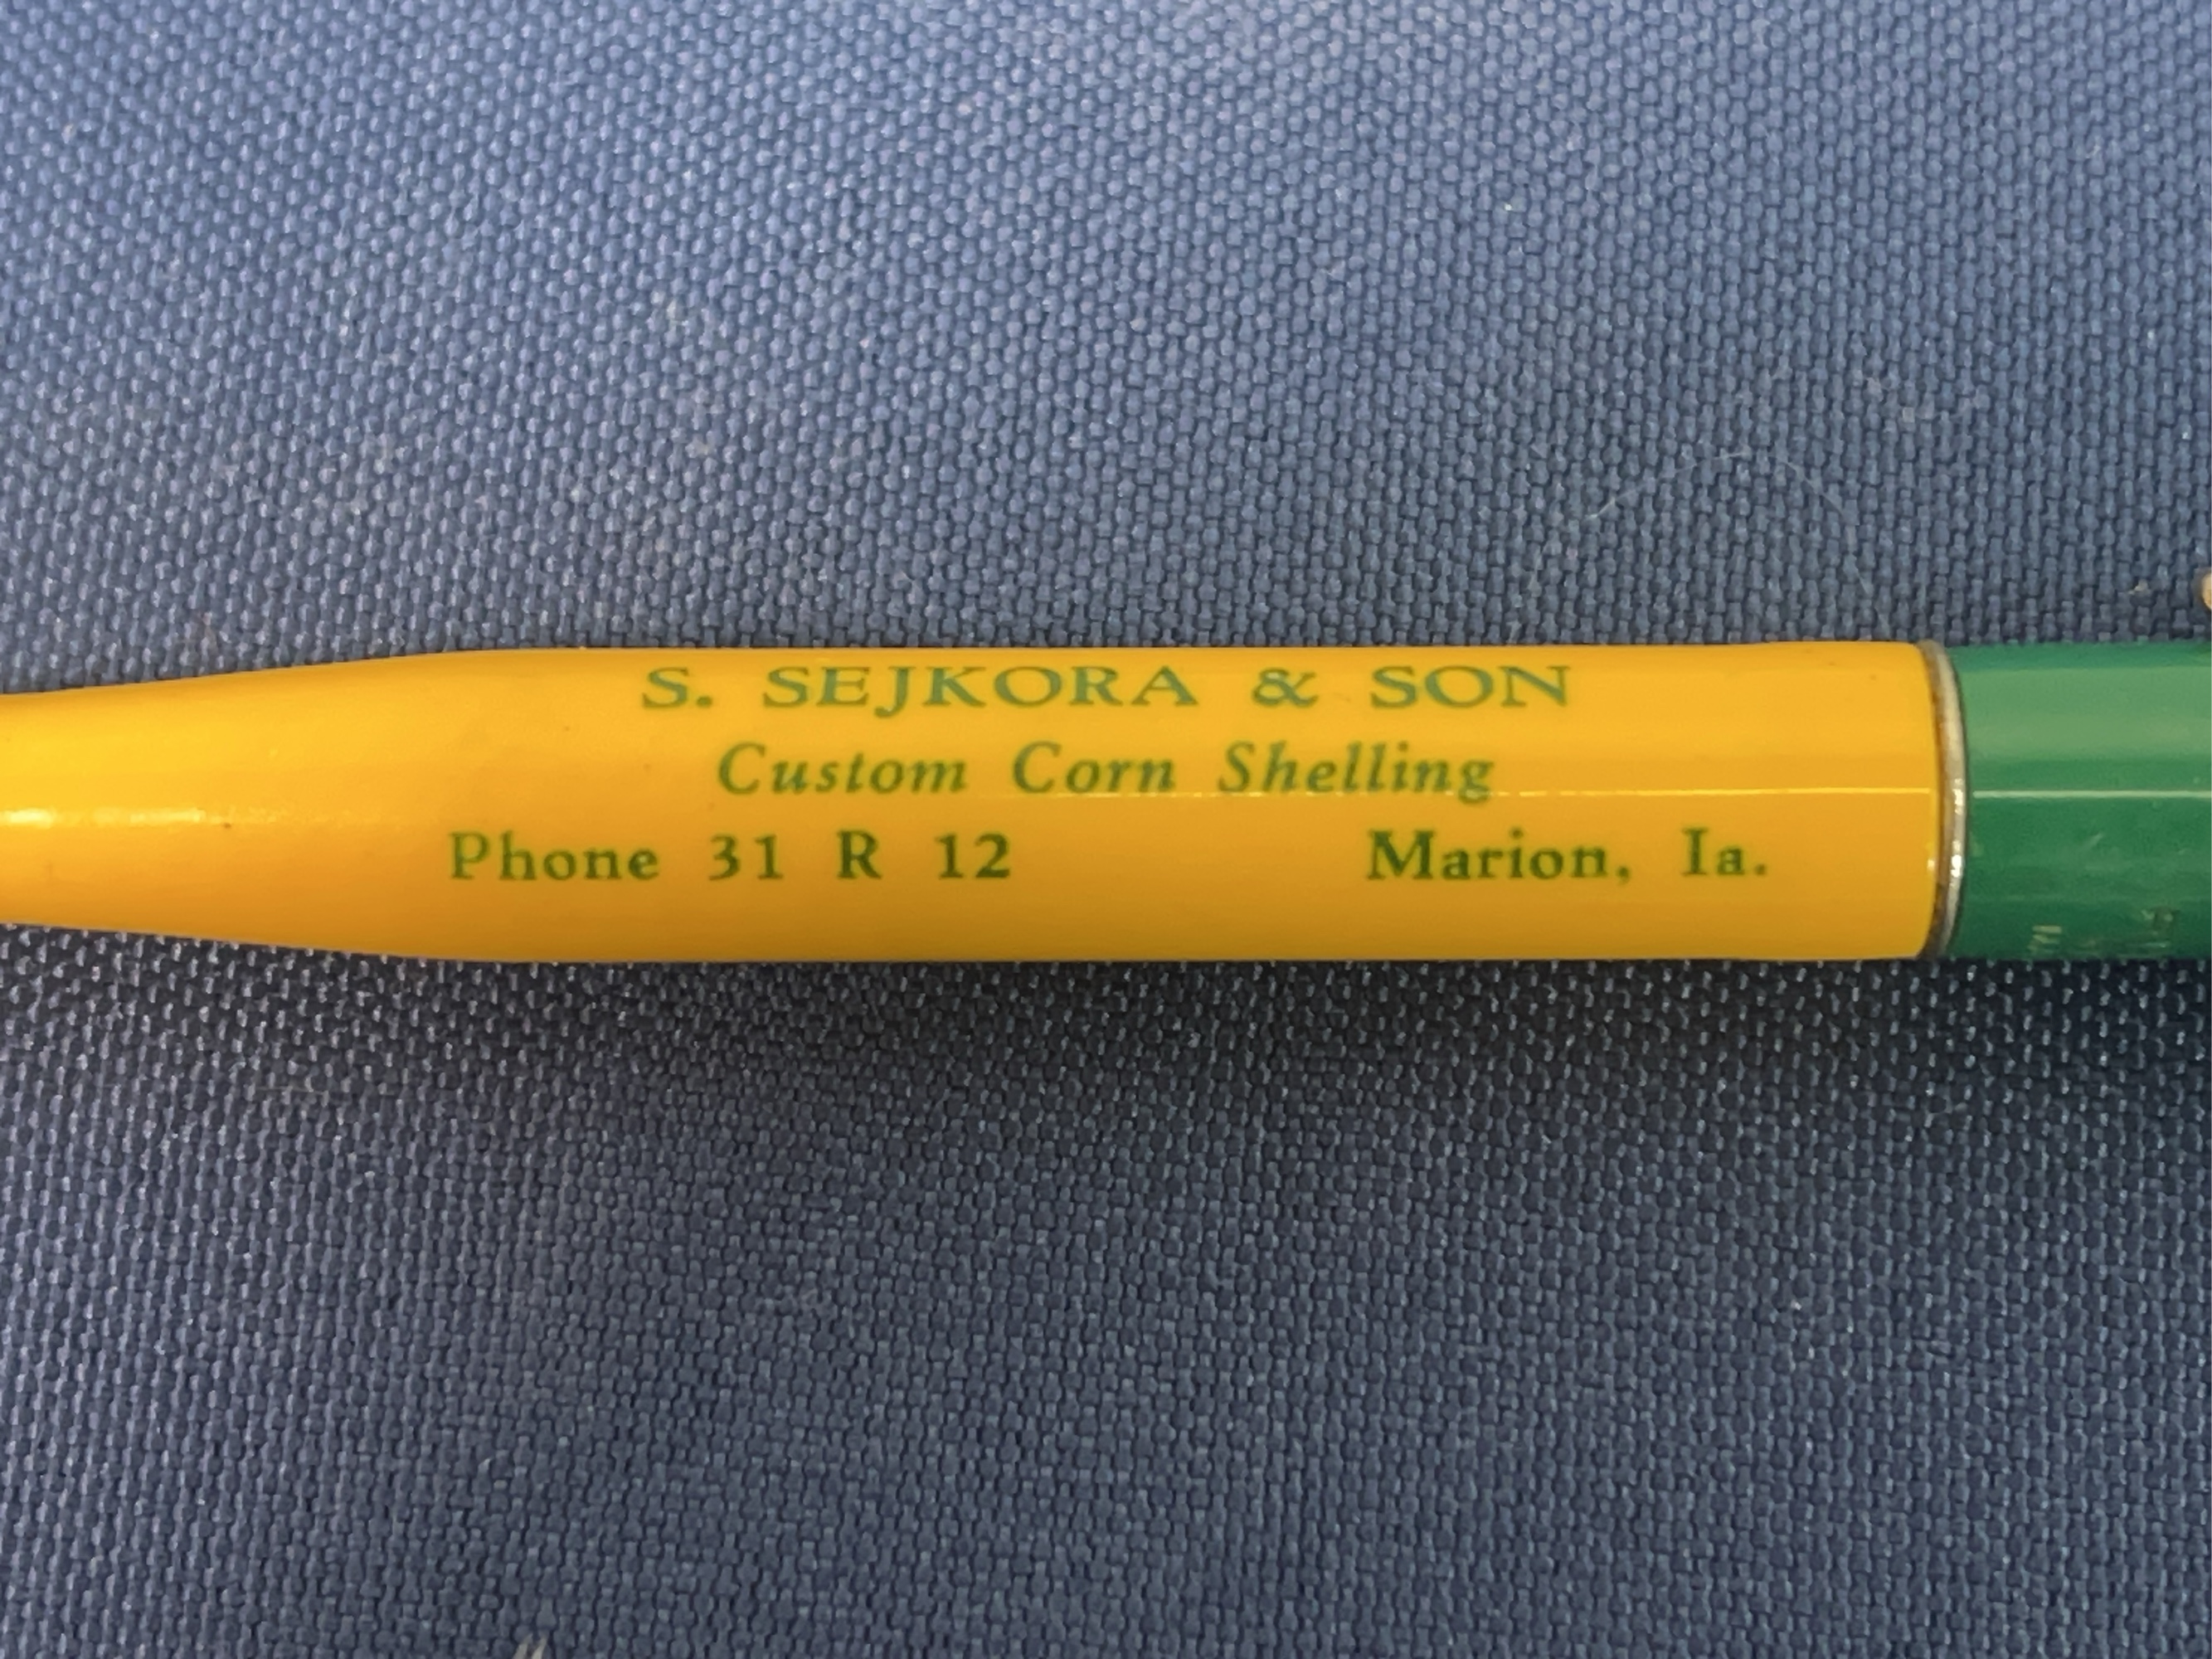 S. SEJKORA & SON
Custom Corn Shelling
Phone 31 R 12 Marion, Ia.